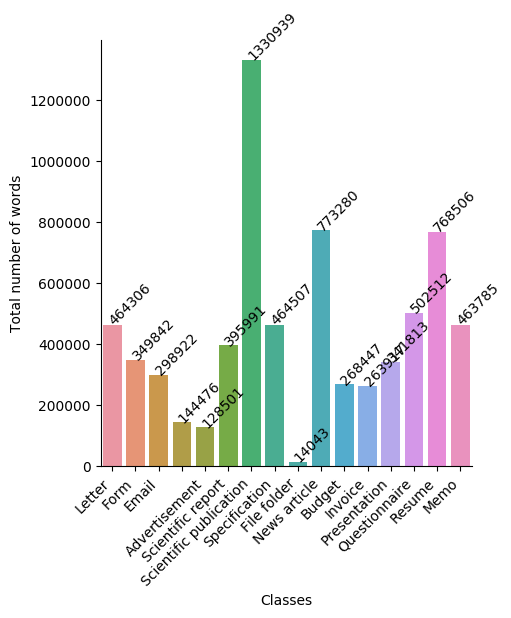 1330939
773280
768506
502512
464306
464507
463785
395991
349842
298922
268447
144476
128501
14043
1200000
1000000
800000
600000
400000
200000
0
Total number of words
Letter
Form
Email
Advertisement
Scientific report
Scientific publication
Specification
File folder
News article
Budget
Invoice
Presentation
Questionnaire
Resume
Memo
Classes